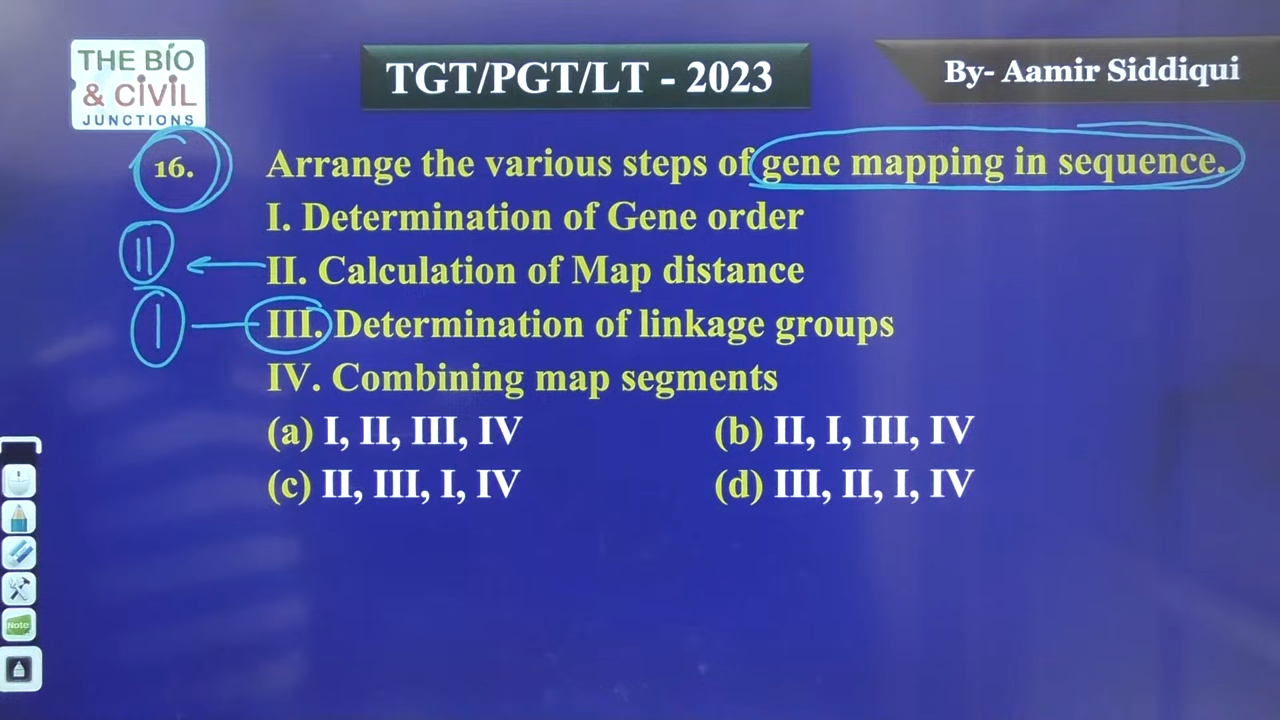 THE BIO
& CIVIL
JUNCTIONS
TGT/PGT/LT - 2023
By- Aamir Siddiqui
16. Arrange the various steps of gene mapping in sequence.
I. Determination of Gene order
II
II. Calculation of Map distance
I
III. Determination of linkage groups
IV. Combining map segments
(a) I, II, III, IV (b) II, I, III, IV
(c) II, III, I, IV (d) III, II, I, IV
Note